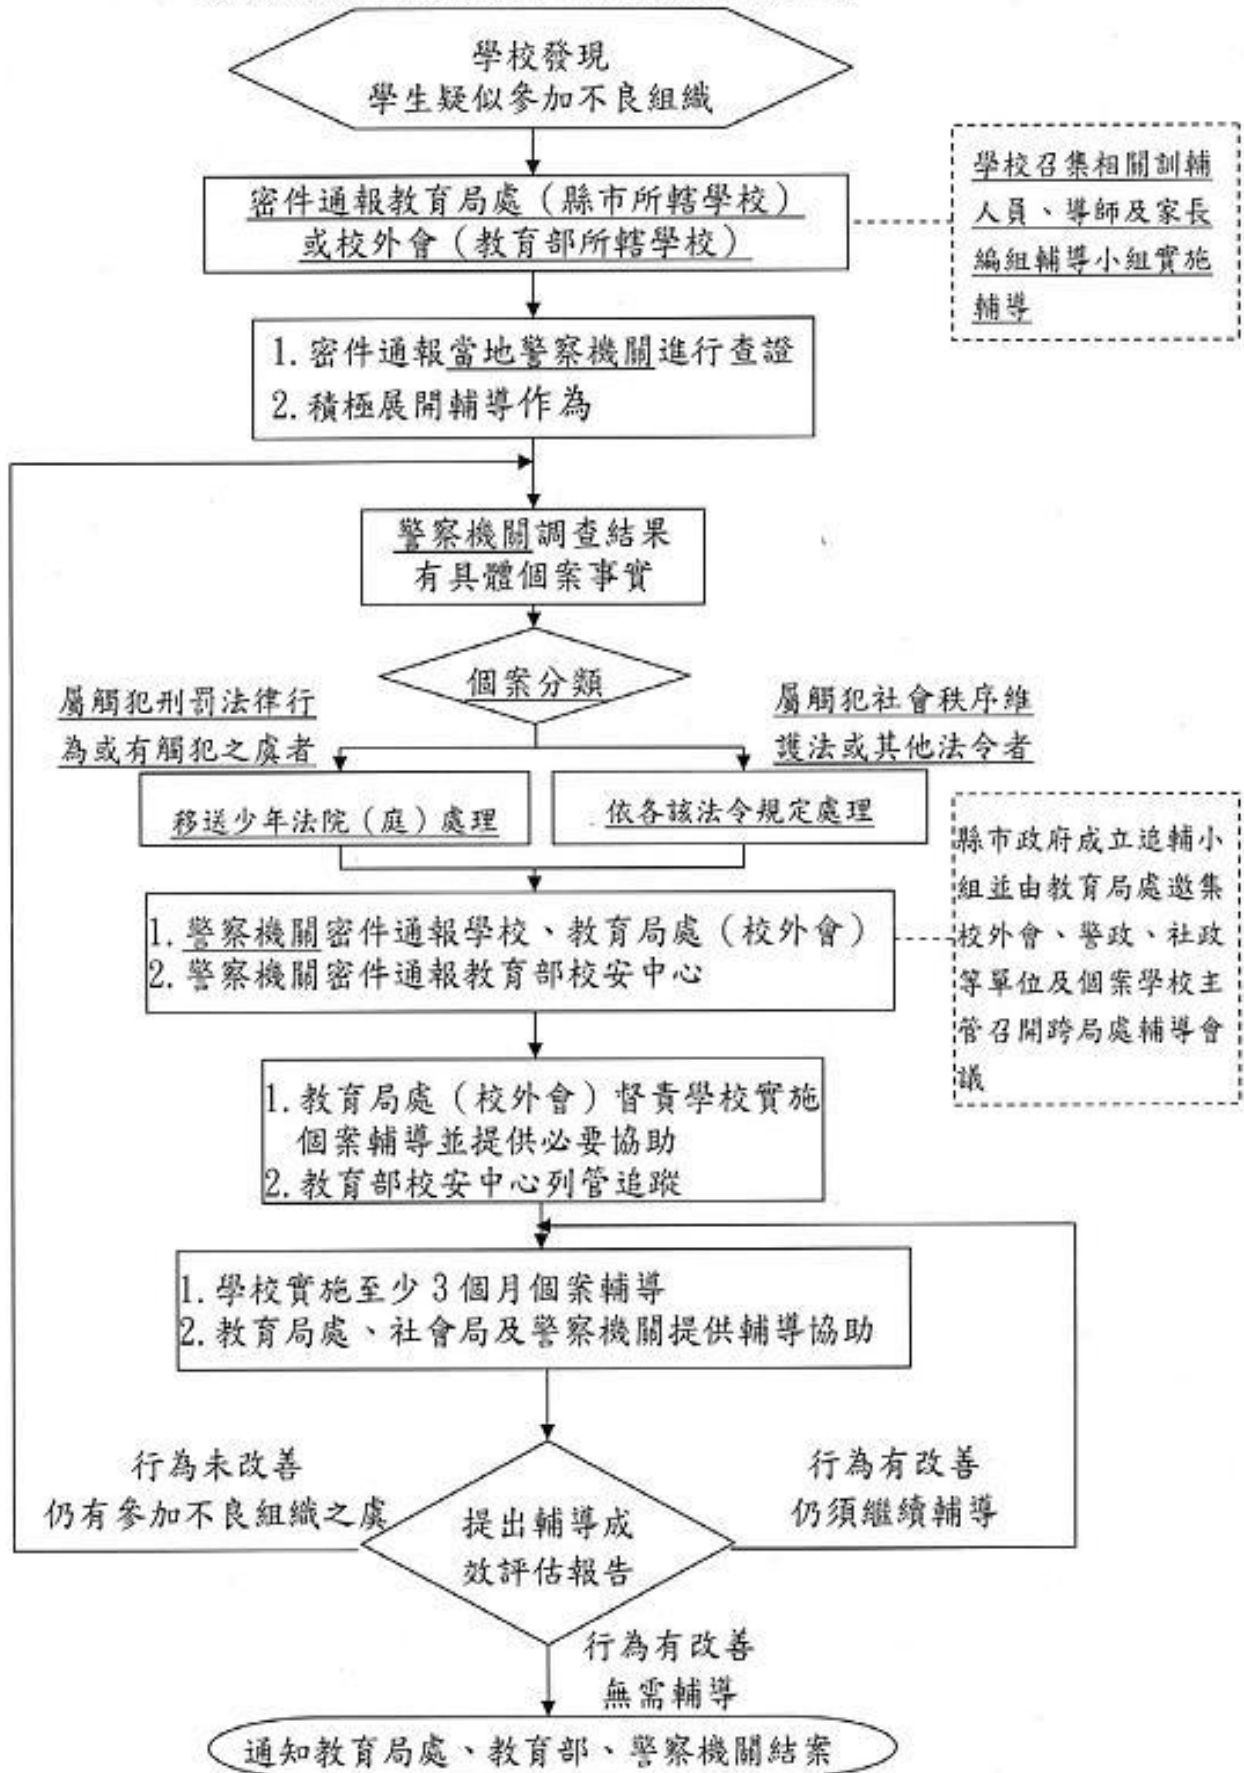 學校發現
學生疑似參加不良組織
密件通報教育局處（縣市所轄學校）
或校外會（教育部所轄學校）
學校召集相關訓輔
人員、導師及家長
編組輔導小組實施
輔導
1.密件通報當地警察機關進行查證
2.積極展開輔導作為
警察機關調查結果
有具體個案事實
個案分類
屬觸犯刑罰法律行
為或有觸犯之虞者
屬觸犯社會秩序維
護法或其他法令者
移送少年法院（庭）處理
依各該法令規定處理
1.警察機關密件通報學校、教育局處（校外會）
2.警察機關密件通報教育部校安中心
縣市政府成立追輔小
組並由教育局處邀集
校外會、警政、社政
等單位及個案學校主
管召開跨局處輔導會
議
1.教育局處（校外會）督責學校實施
個案輔導並提供必要協助
2.教育部校安中心列管追蹤
1.學校實施至少3個月個案輔導
2.教育局處、社會局及警察機關提供輔導協助
行為未改善
仍有參加不良組織之虞
提出輔導成
效評估報告
行為有改善
仍須繼續輔導
行為有改善
無需輔導
通知教育局處、教育部、警察機關結案